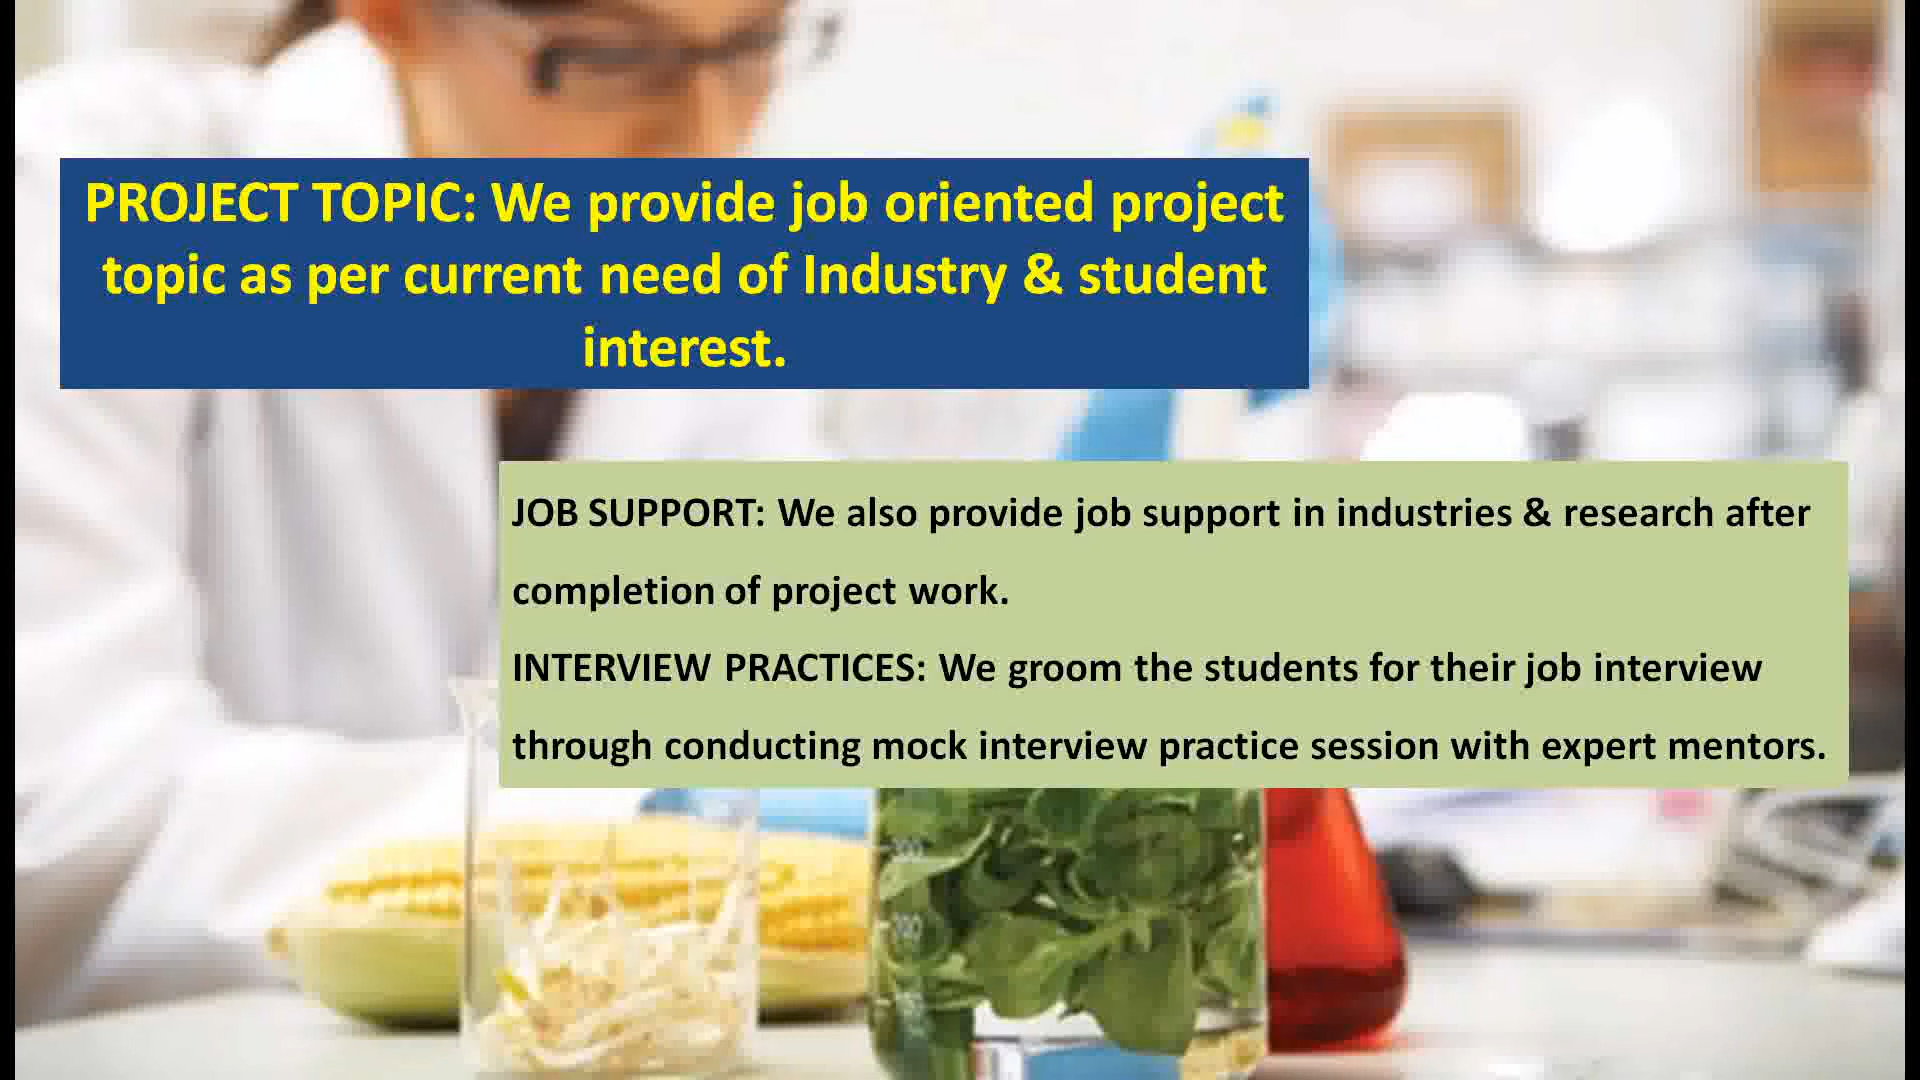 PROJECT TOPIC: We provide job oriented project
topic as per current need of Industry & student
interest.
JOB SUPPORT: We also provide job support in industries & research after
completion of project work.
INTERVIEW PRACTICES: We groom the students for their job interview
through conducting mock interview practice session with expert mentors.